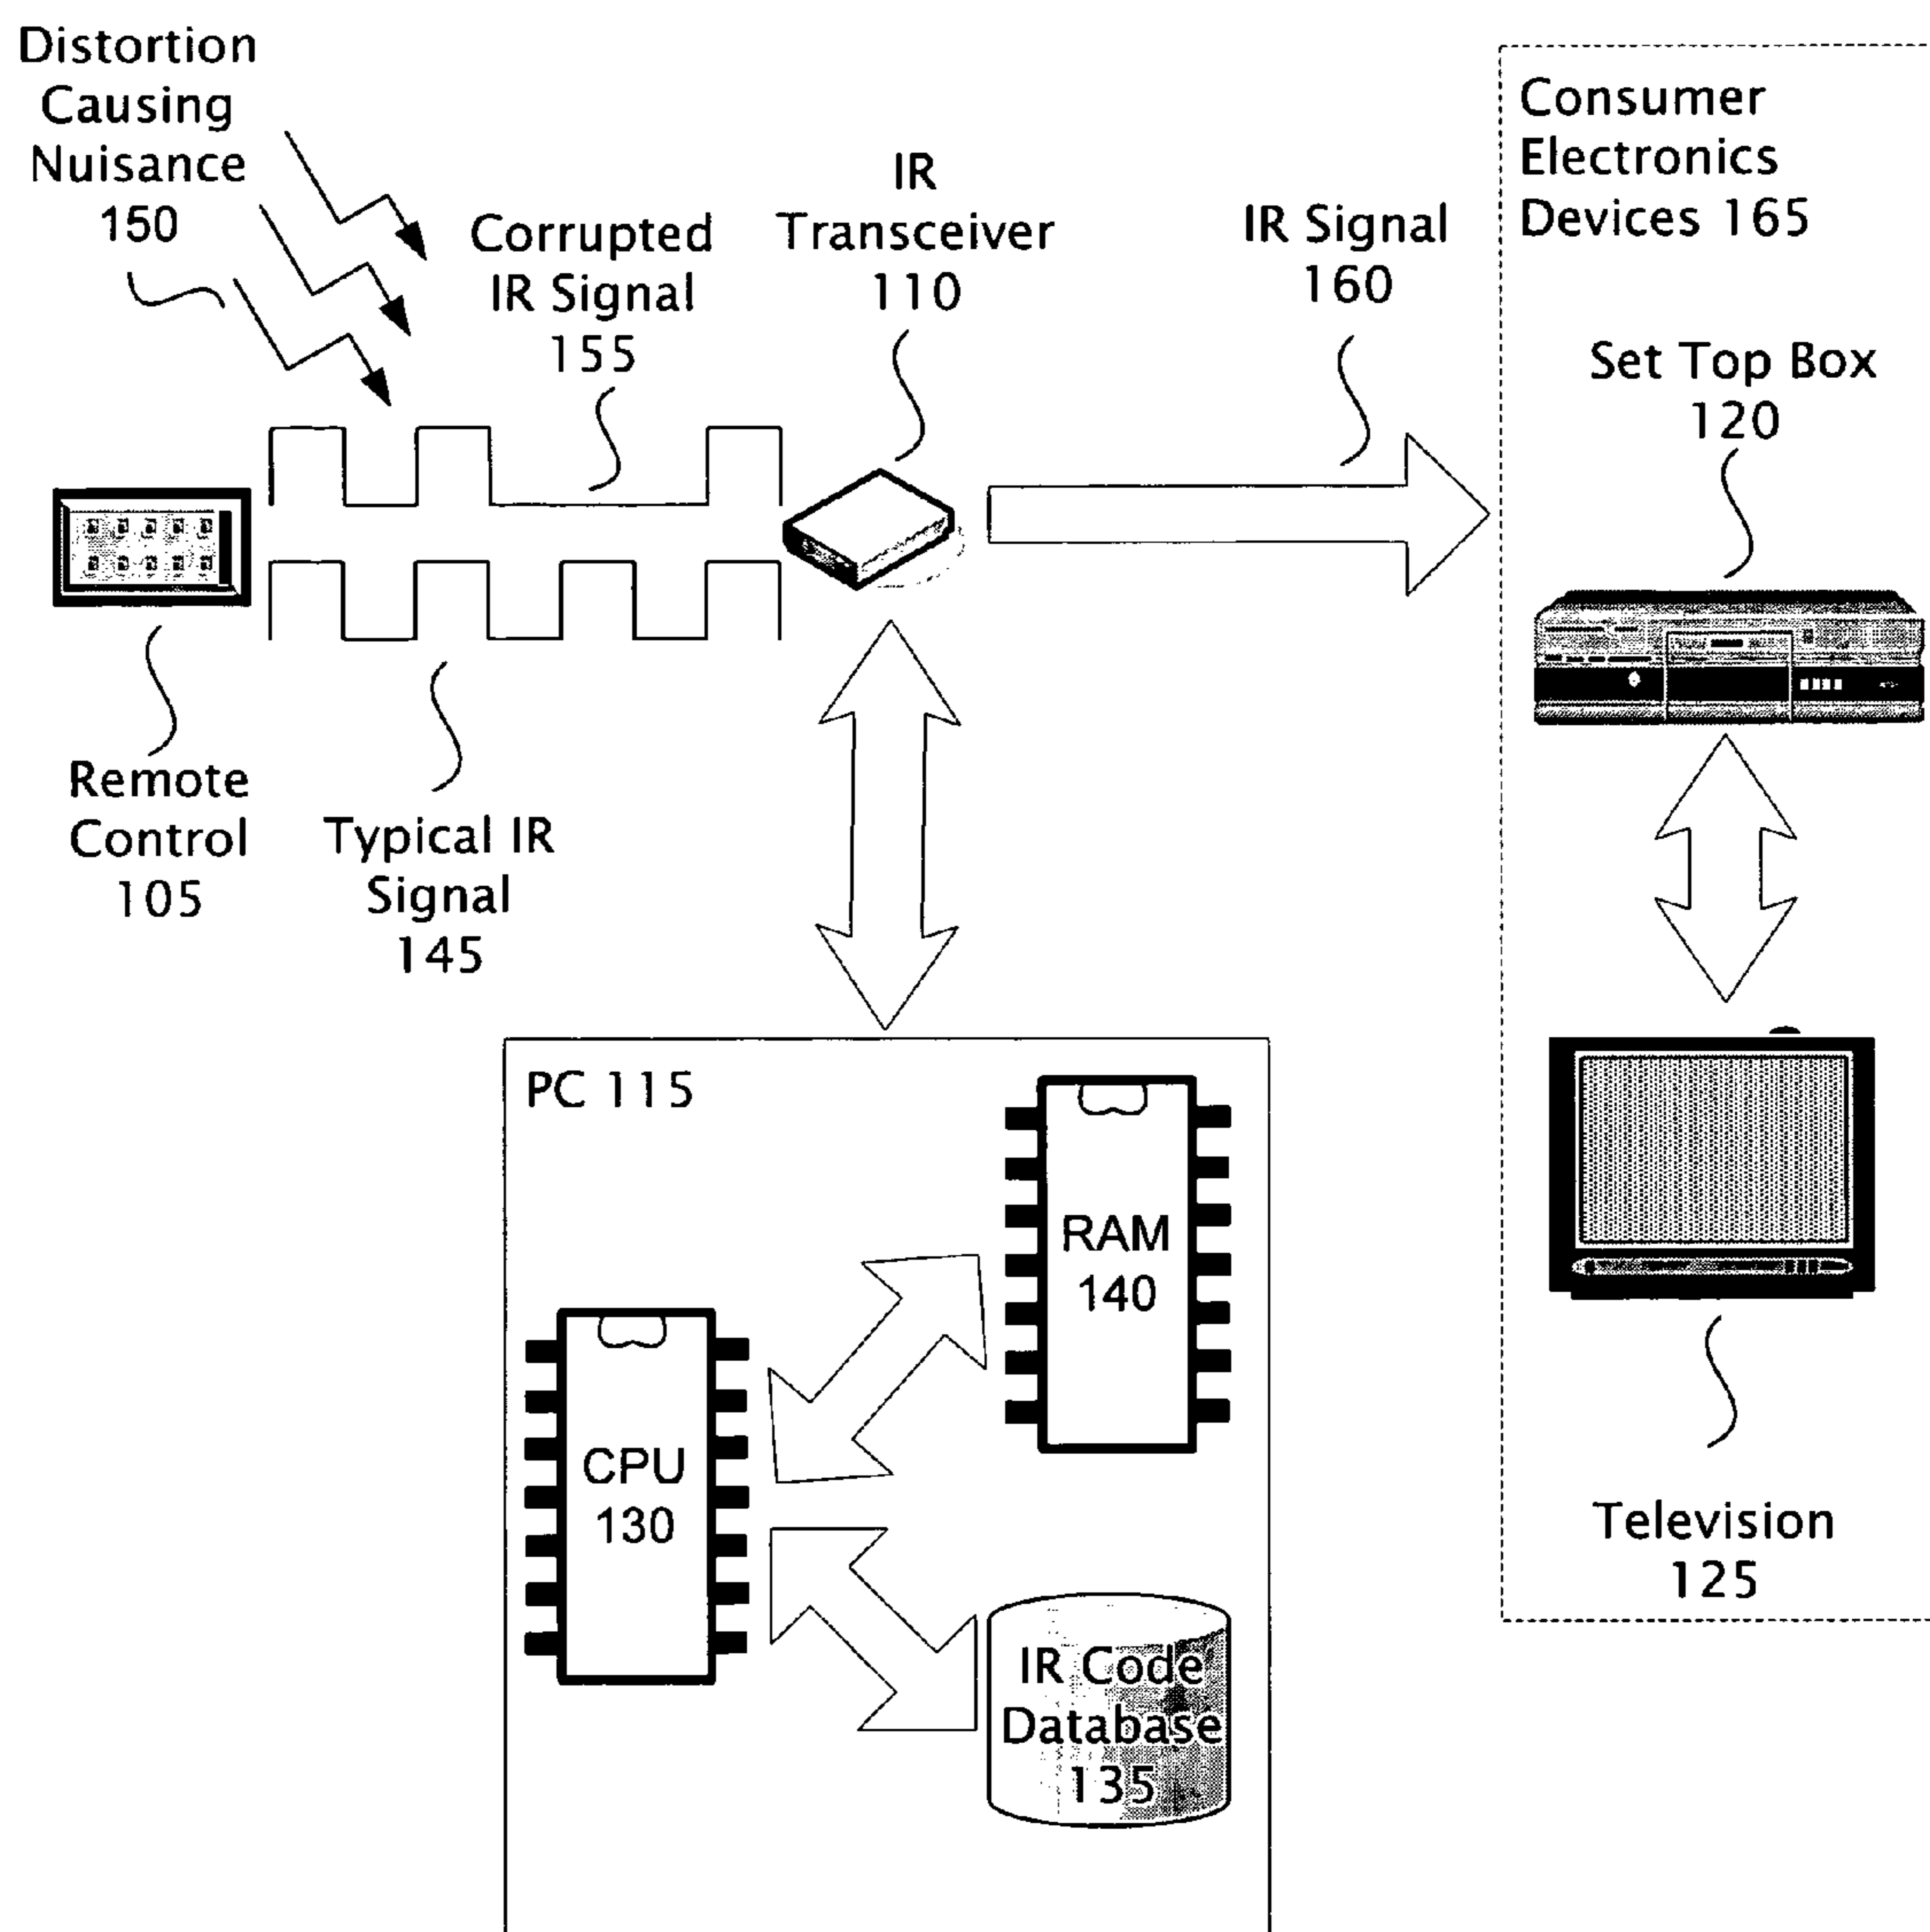 Distortion
Causing
Nuisance
150
Corrupted
IR Signal
155
IR
Transceiver
110
IR Signal
160
Consumer
Electronics
Devices 165
Set Top Box
120
Remote
Control
105
Typical IR
Signal
145
PC 115
RAM
140
CPU
130
IR Code
Database
135
Television
125